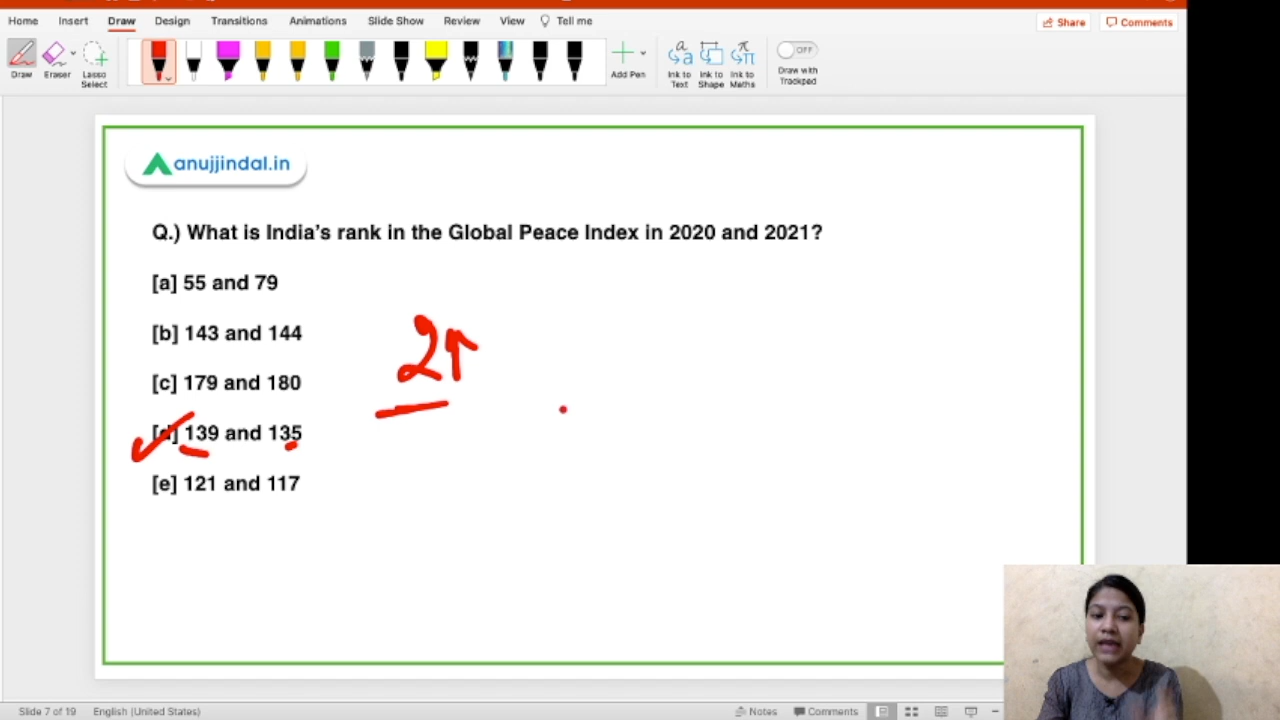 Home Insert Draw Design Transitions Animations Slide Show Review View Tell me Share Comments
Draw Eraser Lasso Select Add Pen Ink to Text Ink to Shape Ink to Maths OFF Draw with Trackpad
anujjindal.in
Q.) What is India's rank in the Global Peace Index in 2020 and 2021?
[a] 55 and 79
[b] 143 and 144
2↑
[c] 179 and 180
[d] 139 and 135
[e] 121 and 117
Slide 7 of 19 English (United States) Notes Comments